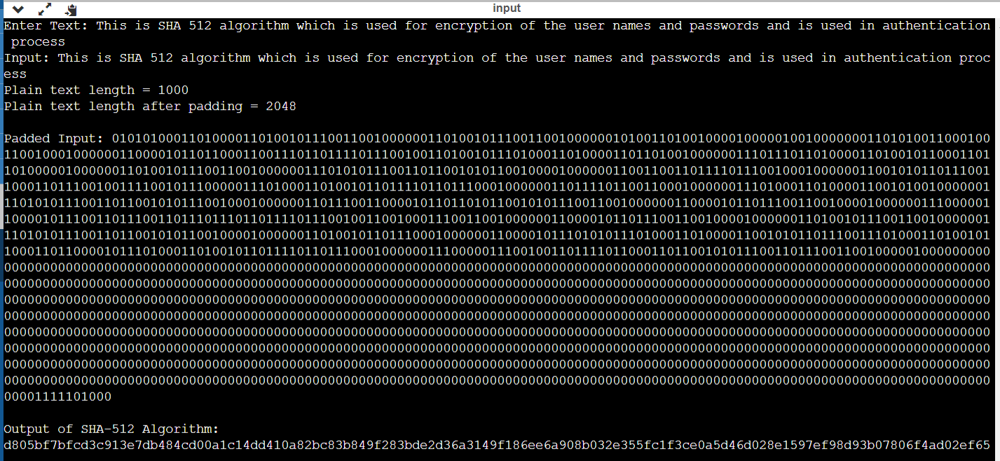 input
Enter Text: This is SHA 512 algorithm which is used for encryption of the user names and passwords and is used in authentication
process
Input: This is SHA 512 algorithm which is used for encryption of the user names and passwords and is used in authentication proc
ess
Plain text length = 1000
Plain text length after padding = 2048
Padded Input: 010101000110100001101001011100110010000001101001011100110010000001010011010010000100000100100000001101010011000100
11001000100000011000010110110001100111011011110111001001101001011101000110100001101101001000000111011101101000011010010110001101
10100000100000011010010111001100100000011101010111001101100101011001000010000001100110011011110111001000100000011001010110111001
10001101110010011110010111000001110100011010010110111101101110001000000110111101100110001000000111010001101000011001010010000001
11010101110011011001010111001000100000011011100110000101101101011001010111001100100000011000010110111001100100001000000111000001
10000101110011011100110111011101101111011100100110010001110011001000000110000101101110011001000010000001101001011100110010000001
11010101110011011001010110010000100000011010010110111000100000011000010111010101110100011010000110010101101110011101000110100101
10001101100001011101000110100101101111011011100010000001110000011100100110111101100011011001010111001101110011001000001000000000
00000000000000000000000000000000000000000000000000000000000000000000000000000000000000000000000000000000000000000000000000000000
00000000000000000000000000000000000000000000000000000000000000000000000000000000000000000000000000000000000000000000000000000000
00000000000000000000000000000000000000000000000000000000000000000000000000000000000000000000000000000000000000000000000000000000
00000000000000000000000000000000000000000000000000000000000000000000000000000000000000000000000000000000000000000000000000000000
00000000000000000000000000000000000000000000000000000000000000000000000000000000000000000000000000000000000000000000000000000000
00000000000000000000000000000000000000000000000000000000000000000000000000000000000000000000000000000000000000000000000000000000
00000000000000000000000000000000000000000000000000000000000000000000000000000000000000000000000000000000000000000000000000000000
00000000000000000000000000000000000000000000000000000000000000000000000000000000000000000000000000000000000000000000000000000000
00001111101000
Output of SHA-512 Algorithm:
d805bf7bfcd3c913e7db484cd00a1c14dd410a82bc83b849f283bde2d36a3149f186ee6a908b032e355fc1f3ce0a5d46d028e1597ef98d93b07806f4ad02ef65